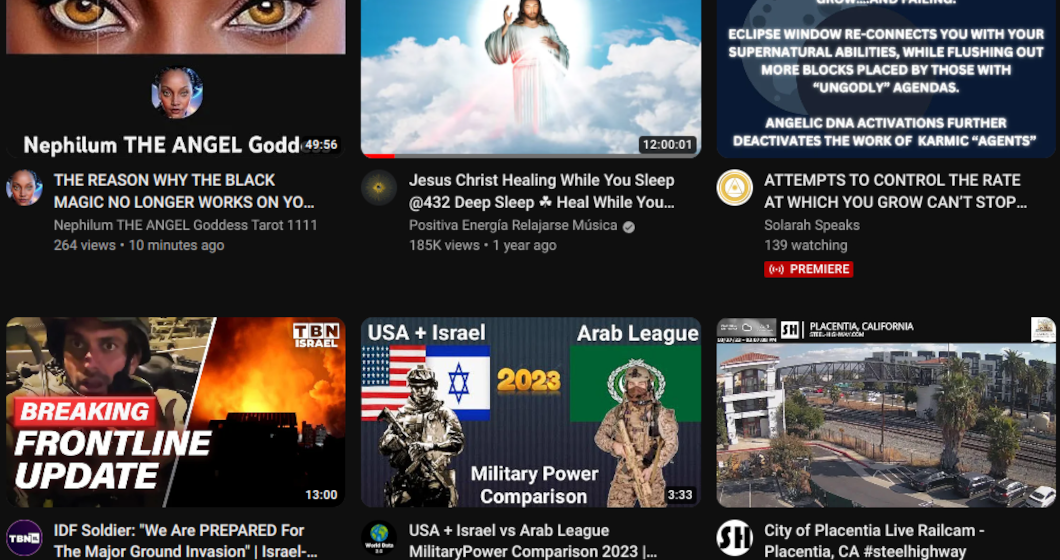 GROW....AND FAILING.
ECLIPSE WINDOW RE-CONNECTS YOU WITH YOUR
SUPERNATURAL ABILITIES, WHILE FLUSHING OUT
MORE BLOCKS PLACED BY THOSE WITH
“UNGODLY” AGENDAS.
ANGELIC DNA ACTIVATIONS FURTHER
DEACTIVATES THE WORK OF KARMIC “AGENTS”
Nephilum THE ANGEL Godd
49:56
12:00:01
THE REASON WHY THE BLACK
MAGIC NO LONGER WORKS ON YO...
Nephilum THE ANGEL Goddess Tarot 1111
264 views • 10 minutes ago
Jesus Christ Healing While You Sleep
@432 Deep Sleep ☘ Heal While You...
Positiva Energía Relajarse Música
185K views • 1 year ago
ATTEMPTS TO CONTROL THE RATE
AT WHICH YOU GROW CAN’T STOP...
Solarah Speaks
139 watching
PREMIERE
TBN
ISRAEL
BREAKING
FRONTLINE
UPDATE
13:00
USA + Israel
Arab League
2023
Military Power
Comparison
3:33
SH
PLACENTIA, CALIFORNIA
STEELHIGHWAY.COM
TBN
IDF Soldier: "We Are PREPARED For
The Major Ground Invasion" | Israel-...
World Data
USA + Israel vs Arab League
MilitaryPower Comparison 2023 |...
SH
City of Placentia Live Railcam -
Placentia, CA #steelhighway